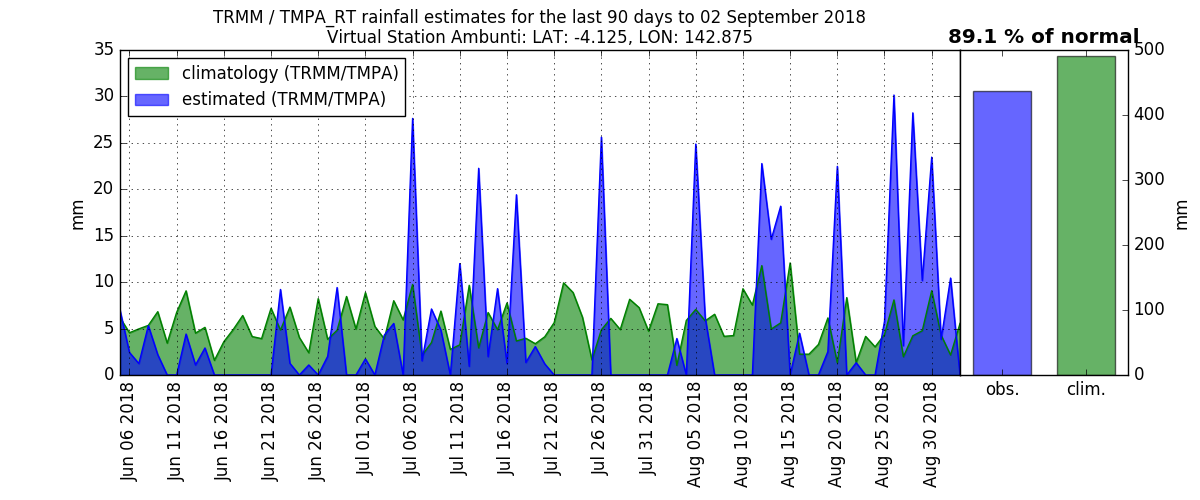 TRMM / TMPA_RT rainfall estimates for the last 90 days to 02 September 2018
Virtual Station Ambunti: LAT: -4.125, LON: 142.875
89.1 % of normal
climatology (TRMM/TMPA)
estimated (TRMM/TMPA)
35
30
25
20
15
10
5
0
mm
500
400
300
200
100
0
mm
Jun 06 2018
Jun 11 2018
Jun 16 2018
Jun 21 2018
Jun 26 2018
Jul 01 2018
Jul 06 2018
Jul 11 2018
Jul 16 2018
Jul 21 2018
Jul 26 2018
Jul 31 2018
Aug 05 2018
Aug 10 2018
Aug 15 2018
Aug 20 2018
Aug 25 2018
Aug 30 2018
obs.
clim.